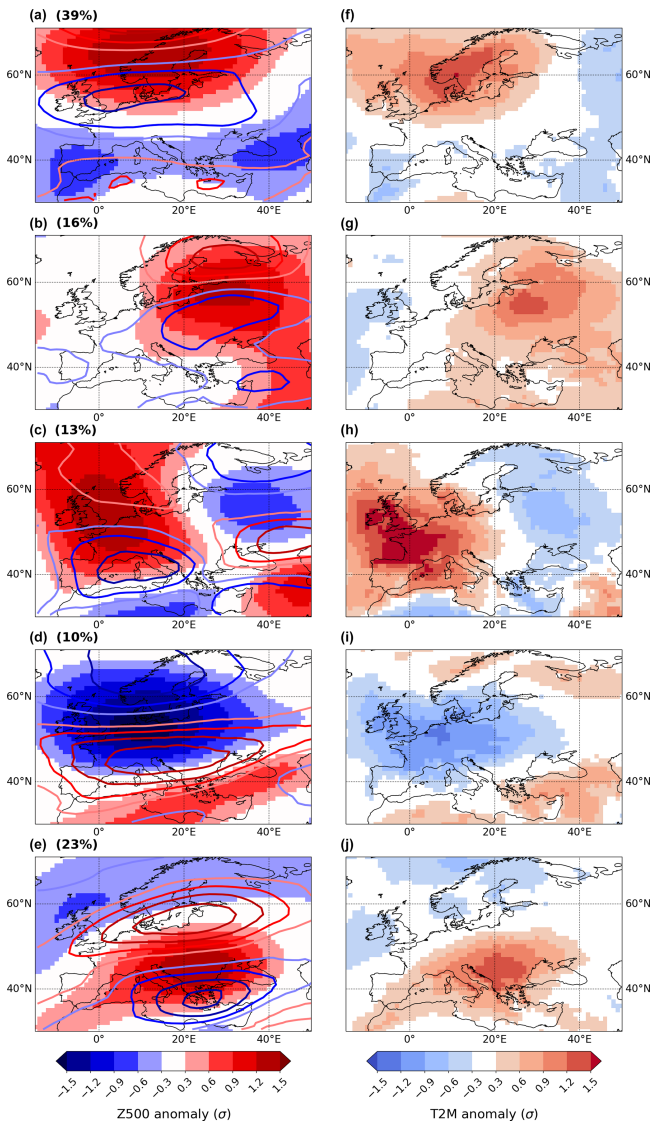 (a) (39%)
(f)
60°N
60°N
40°N
40°N
0°
20°E
40°E
0°
20°E
40°E
(b) (16%)
(g)
60°N
60°N
40°N
40°N
0°
20°E
40°E
0°
20°E
40°E
(c) (13%)
(h)
60°N
60°N
40°N
40°N
0°
20°E
40°E
0°
20°E
40°E
(d) (10%)
(i)
60°N
60°N
40°N
40°N
0°
20°E
40°E
0°
20°E
40°E
(e) (23%)
(j)
60°N
60°N
40°N
40°N
0°
20°E
40°E
0°
20°E
40°E
-1.5
-1.2
-0.9
-0.6
-0.3
0.3
0.6
0.9
1.2
1.5
-1.5
-1.2
-0.9
-0.6
-0.3
0.3
0.6
0.9
1.2
1.5
Z500 anomaly (σ)
T2M anomaly (σ)